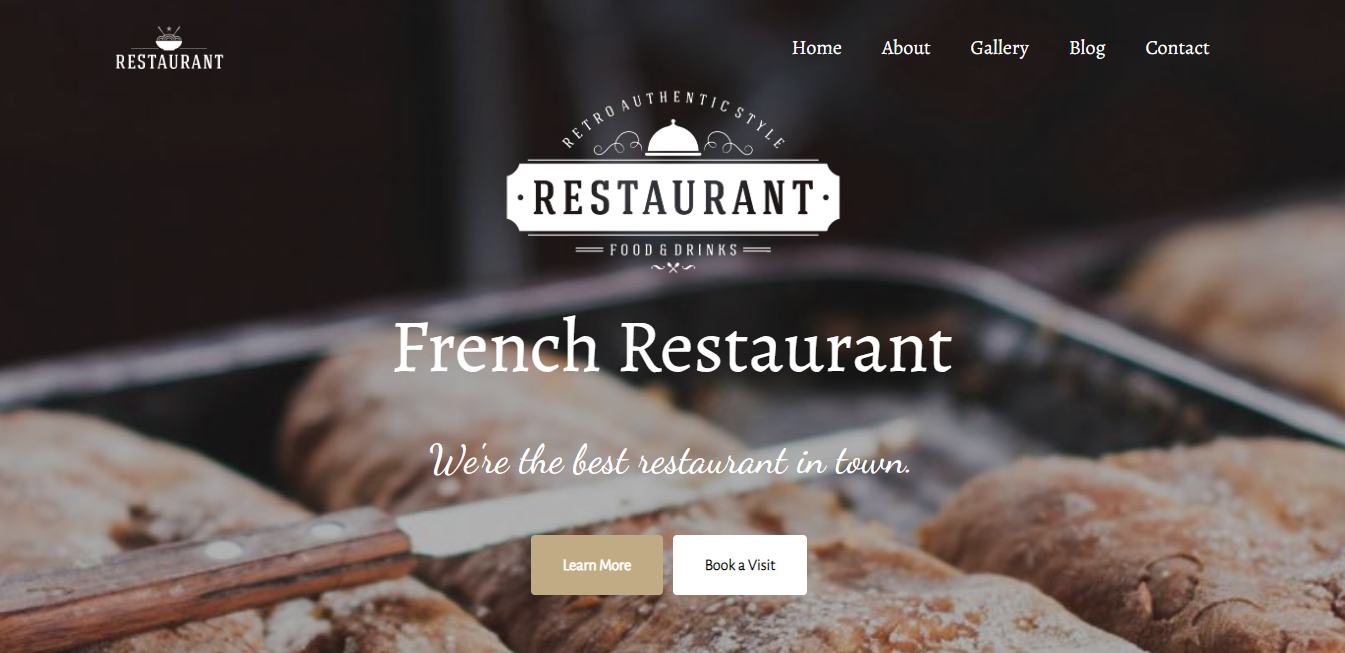 RESTAURANT
Home About Gallery Blog Contact
RETRO AUTHENTIC STYLE
RESTAURANT
FOOD & DRINKS
French Restaurant
We're the best restaurant in town.
Learn More Book a Visit